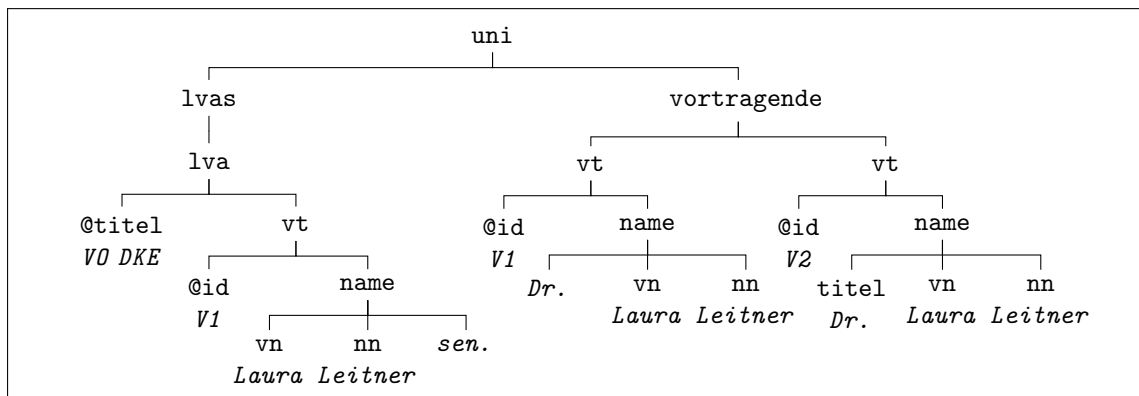 uni
lvas vortragende
lva vt vt
@titel vt @id name @id name
VO DKE V1 V2
@id name Dr. vn nn titel vn nn
V1 Laura Leitner Dr. Laura Leitner
vn nn sen.
Laura Leitner